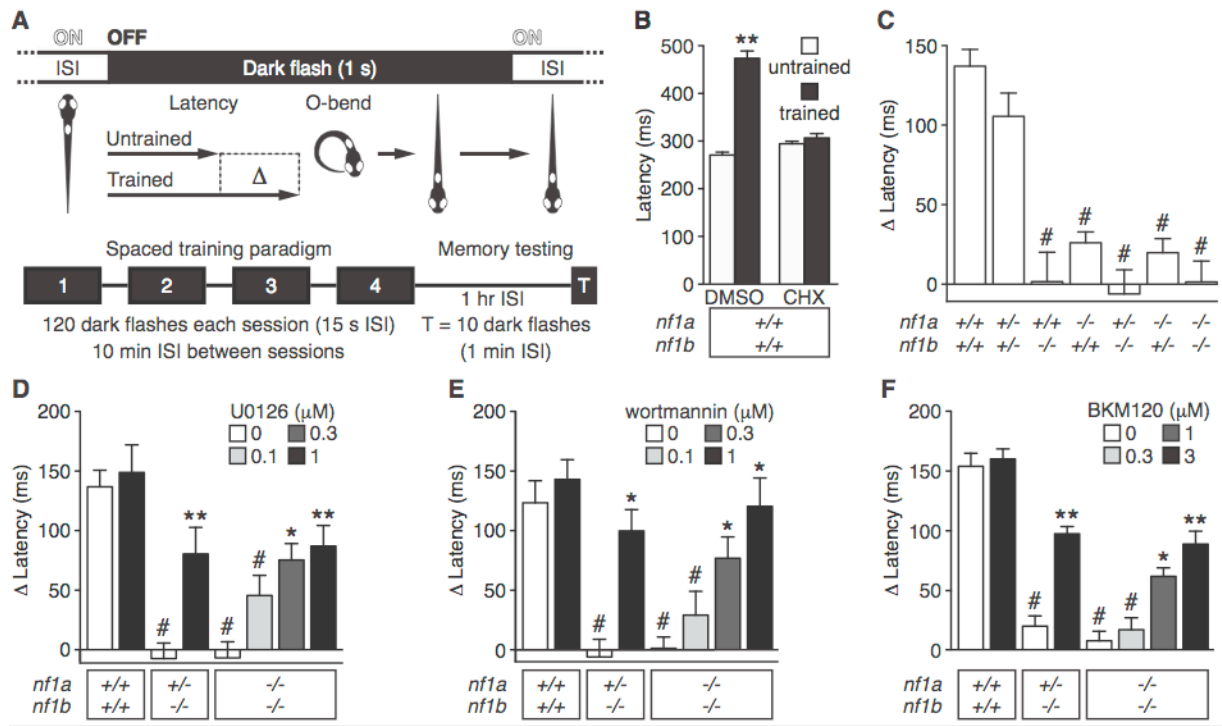 A
ON OFF ON
ISI Dark flash (1 s) ISI
Latency O-bend
Untrained
Trained
Δ
Spaced training paradigm Memory testing
1 2 3 4 T
1 hr ISI
120 dark flashes each session (15 s ISI) T = 10 dark flashes
10 min ISI between sessions (1 min ISI)
B
Latency (ms)
500
400
300
200
100
0
**
untrained
trained
DMSO CHX
nf1a +/+
nf1b +/+
C
Δ Latency (ms)
150
100
50
0
# # # # #
nf1a +/+ +/- +/+ -/- +/- -/- -/-
nf1b +/+ +/- -/- +/+ -/- +/- -/-
D
Δ Latency (ms)
200
150
100
50
0
U0126 (μM)
0 0.3
0.1 1
# ** # # * **
nf1a +/+ +/- -/-
nf1b +/+ -/- -/-
E
Δ Latency (ms)
200
150
100
50
0
wortmannin (μM)
0 0.3
0.1 1
# * # # * *
nf1a +/+ +/- -/-
nf1b +/+ -/- -/-
F
Δ Latency (ms)
200
150
100
50
0
BKM120 (μM)
0 1
0.3 3
# ** # # * **
nf1a +/+ +/- -/-
nf1b +/+ -/- -/-